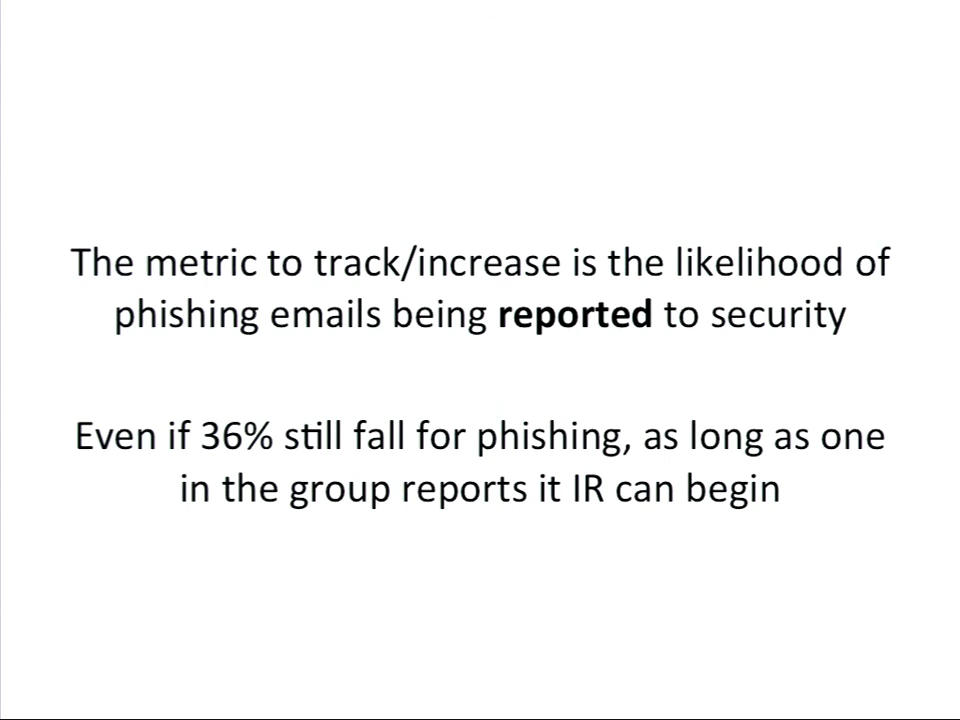 The metric to track/increase is the likelihood of
phishing emails being reported to security
Even if 36% still fall for phishing, as long as one
in the group reports it IR can begin